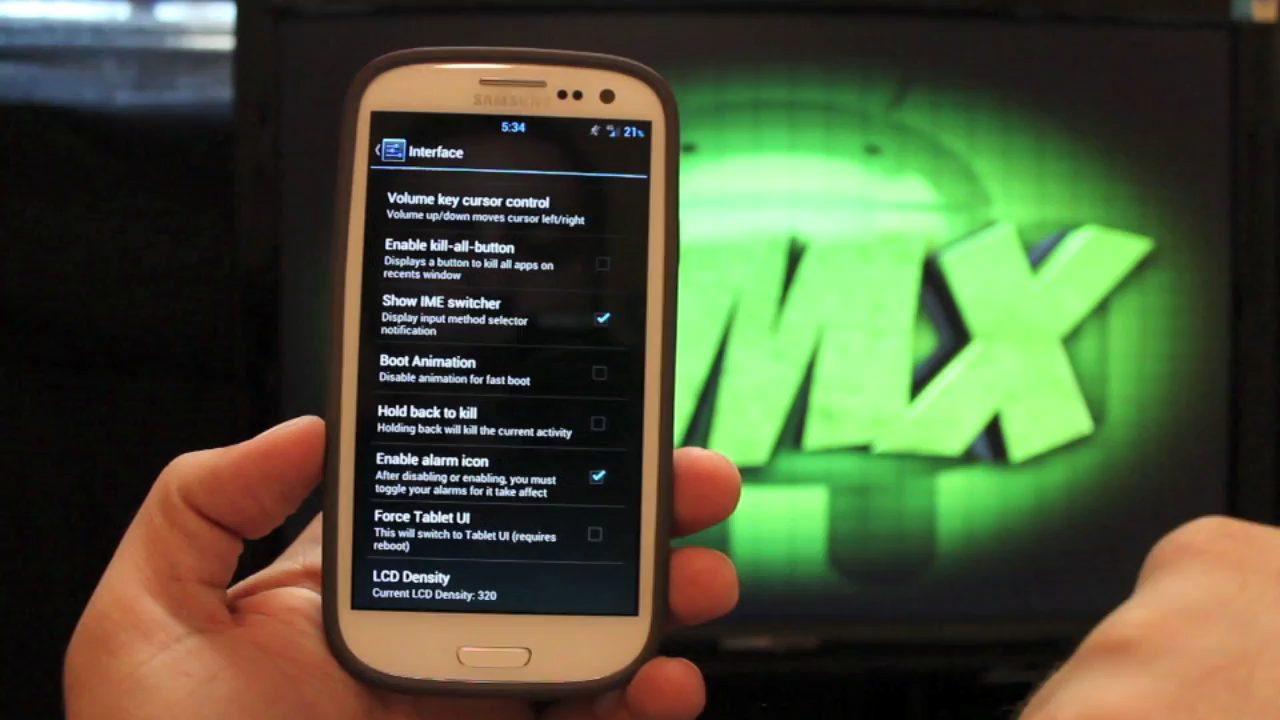 SAMSUNG
5:34
21%
Interface
Volume key cursor control
Volume up/down moves cursor left/right
Enable kill-all-button
Displays a button to kill all apps on
recents window
Show IME switcher
Display input method selector
notification
Boot Animation
Disable animation for fast boot
Hold back to kill
Holding back will kill the current activity
Enable alarm icon
After disabling or enabling, you must
toggle your alarms for it take affect
Force Tablet UI
This will switch to Tablet UI (requires
reboot)
LCD Density
Current LCD Density: 320
MX